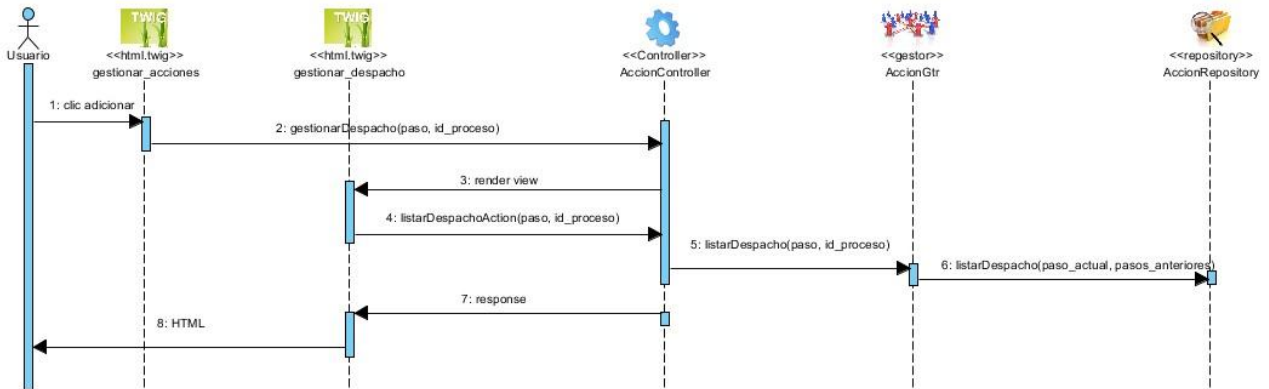 TWIG
TWIG
Usuario
<<html.twig>>
gestionar_acciones
<<html.twig>>
gestionar_despacho
<<Controller>>
AccionController
<<gestor>>
AccionGtr
<<repository>>
AccionRepository
1: clic adicionar
2: gestionarDespacho(paso, id_proceso)
3: render view
4: listarDespachoAction(paso, id_proceso)
5: listarDespacho(paso, id_proceso)
6: listarDespacho(paso_actual, pasos_anteriores)
7: response
8: HTML